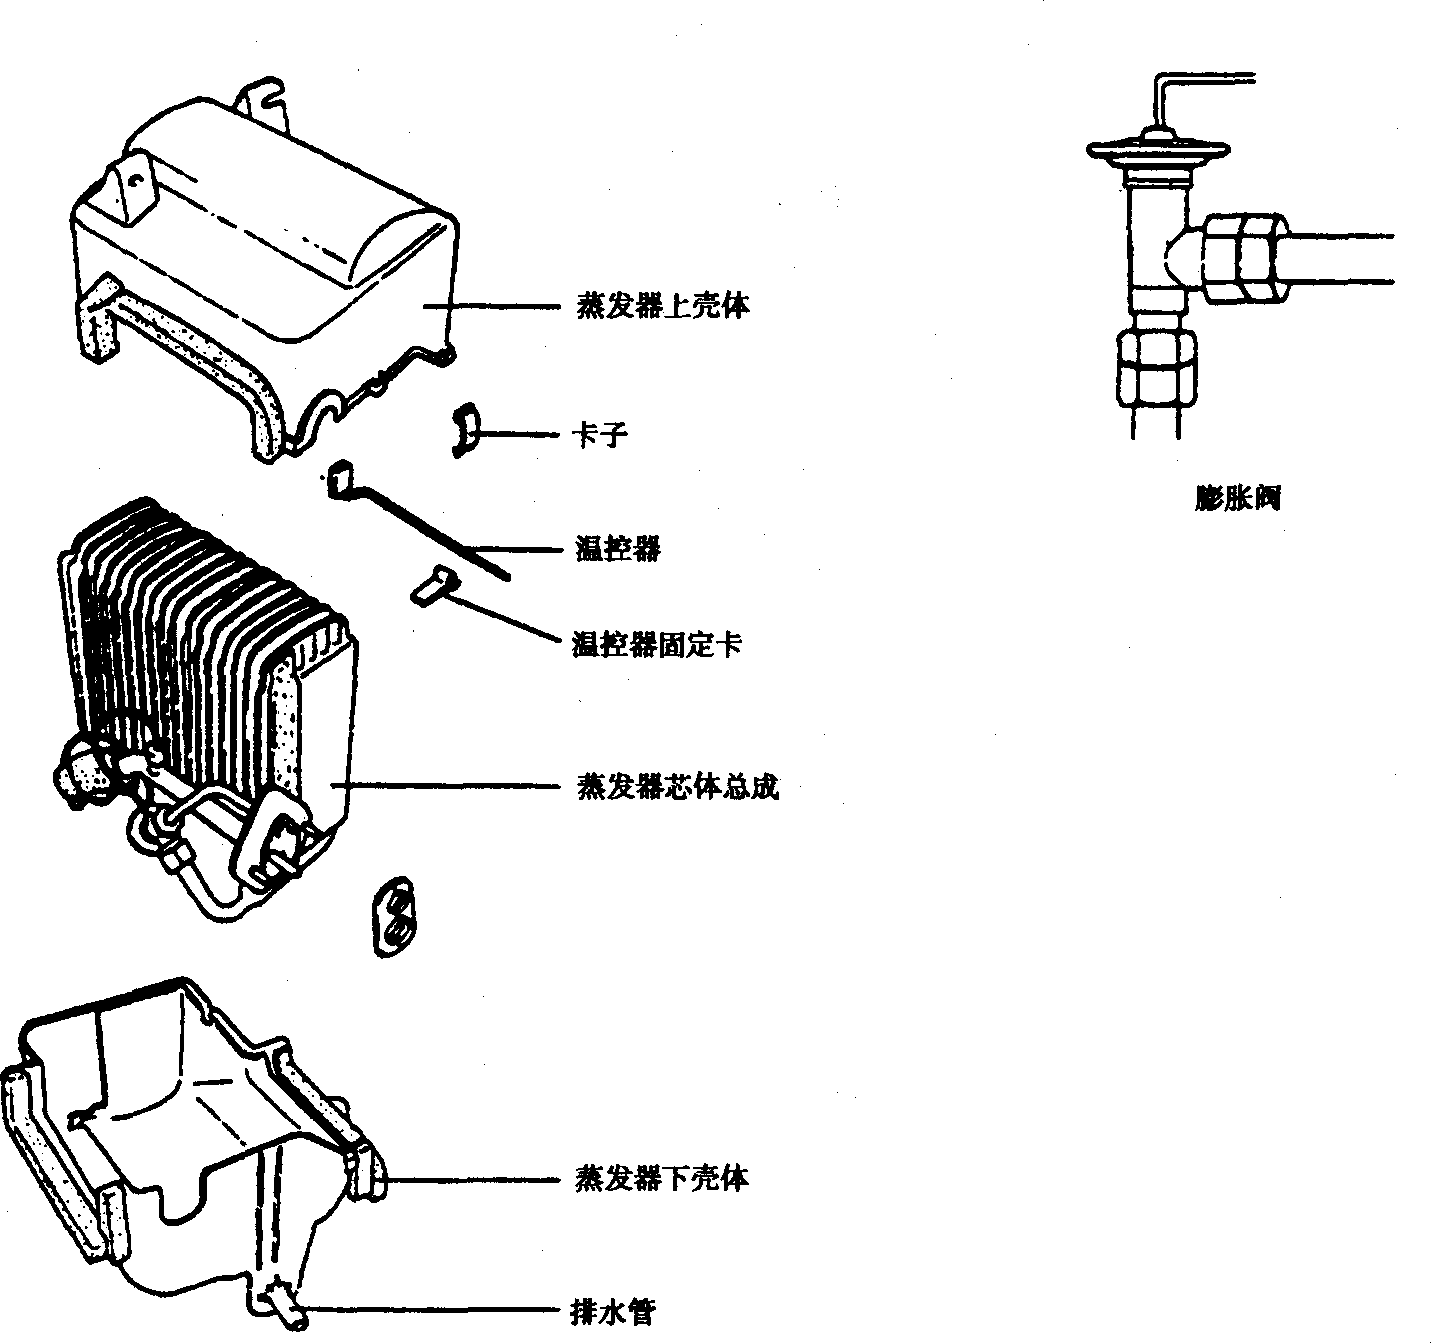 蒸发器上壳体
卡子
温控器
温控器固定卡
蒸发器芯体总成
蒸发器下壳体
排水管
膨胀阀